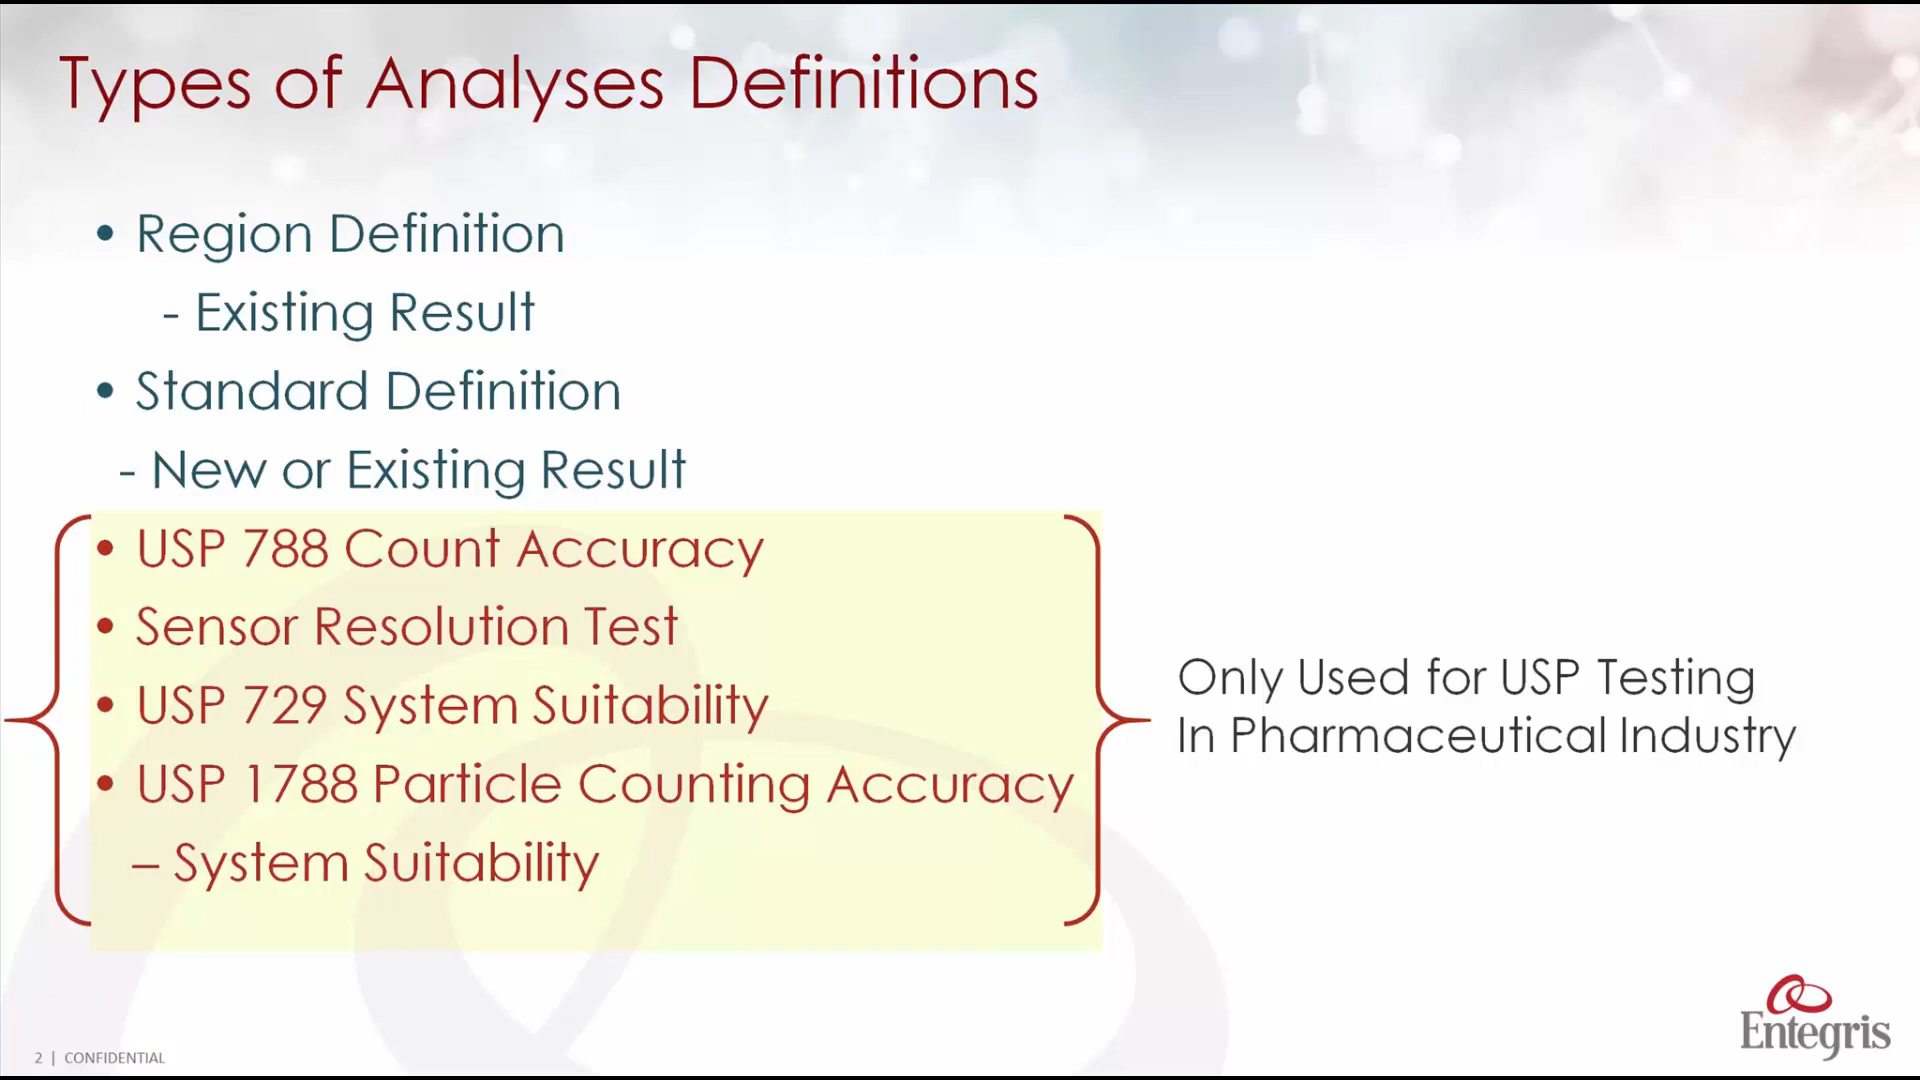 Types of Analyses Definitions
• Region Definition
- Existing Result
• Standard Definition
- New or Existing Result
• USP 788 Count Accuracy
• Sensor Resolution Test
• USP 729 System Suitability
• USP 1788 Particle Counting Accuracy
– System Suitability
Only Used for USP Testing
In Pharmaceutical Industry
2 | CONFIDENTIAL
Entegris